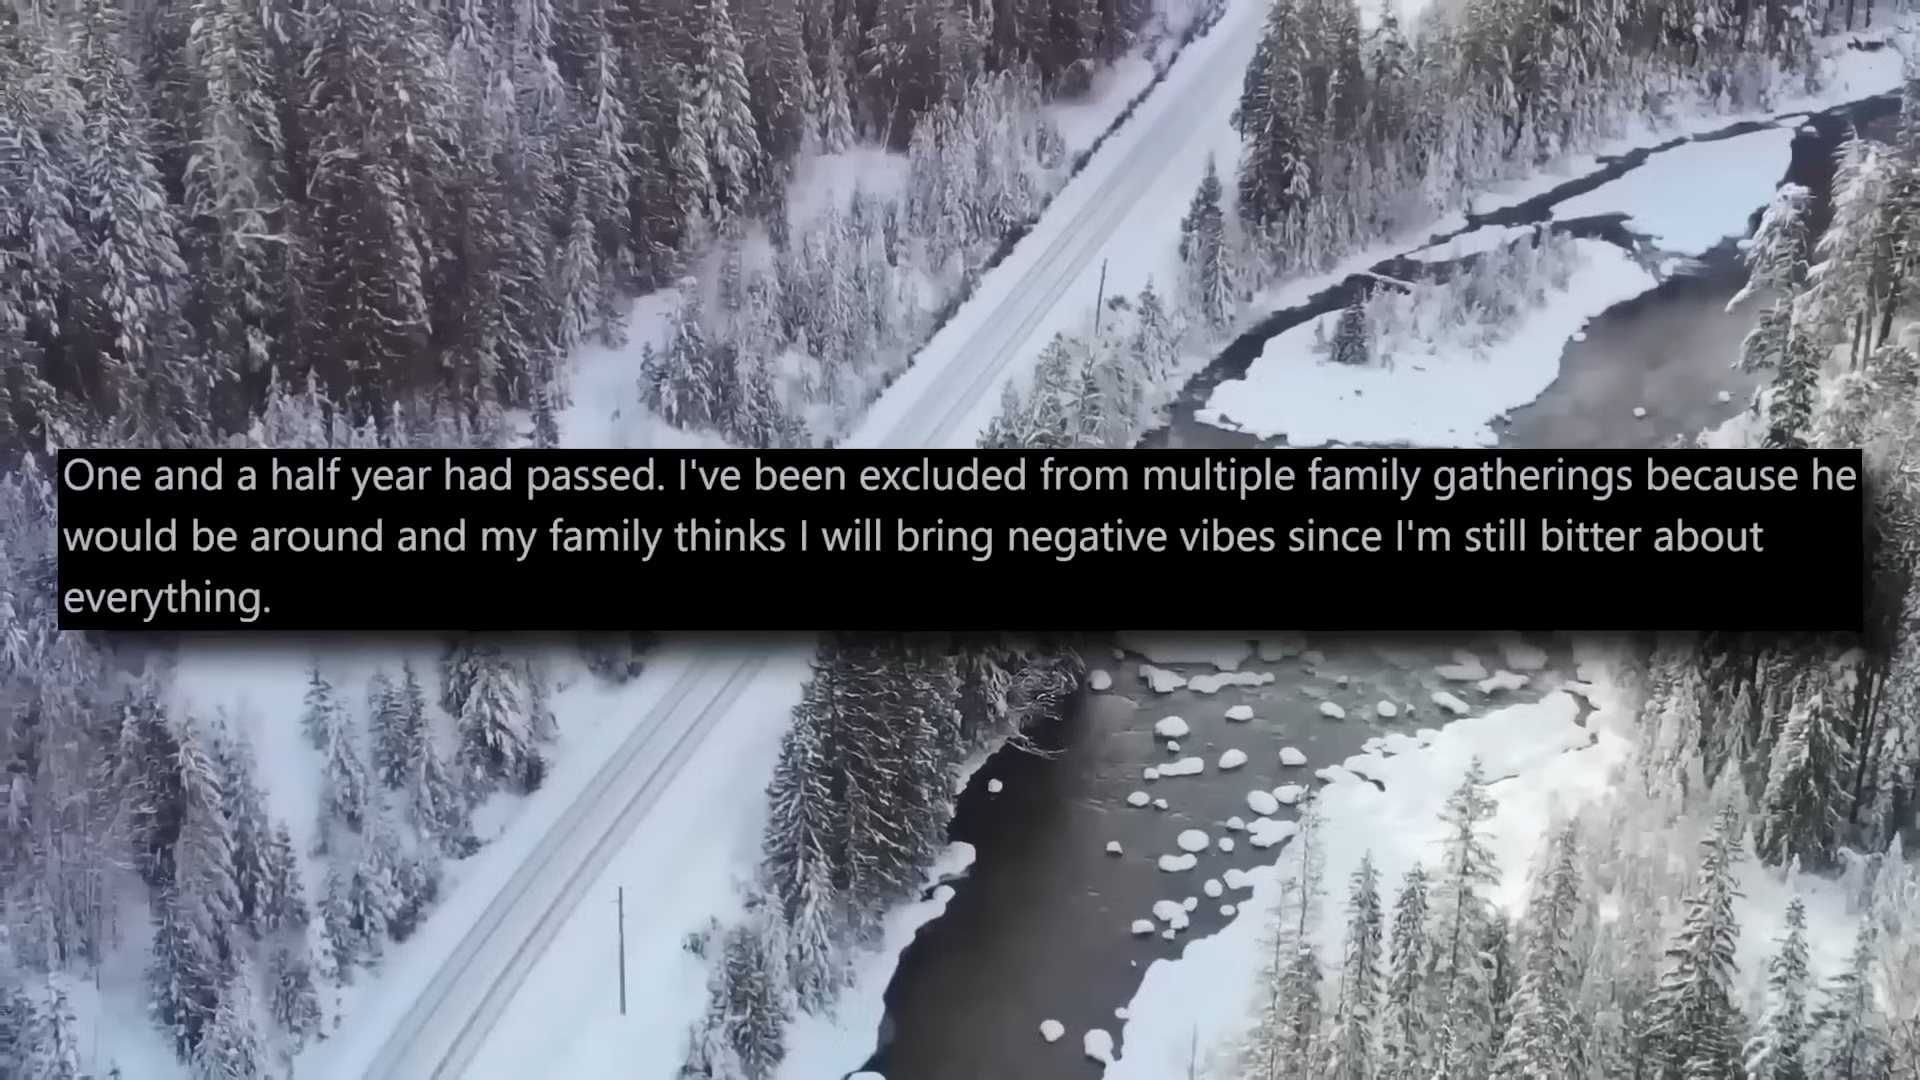 One and a half year had passed. I've been excluded from multiple family gatherings because he
would be around and my family thinks I will bring negative vibes since I'm still bitter about
everything.